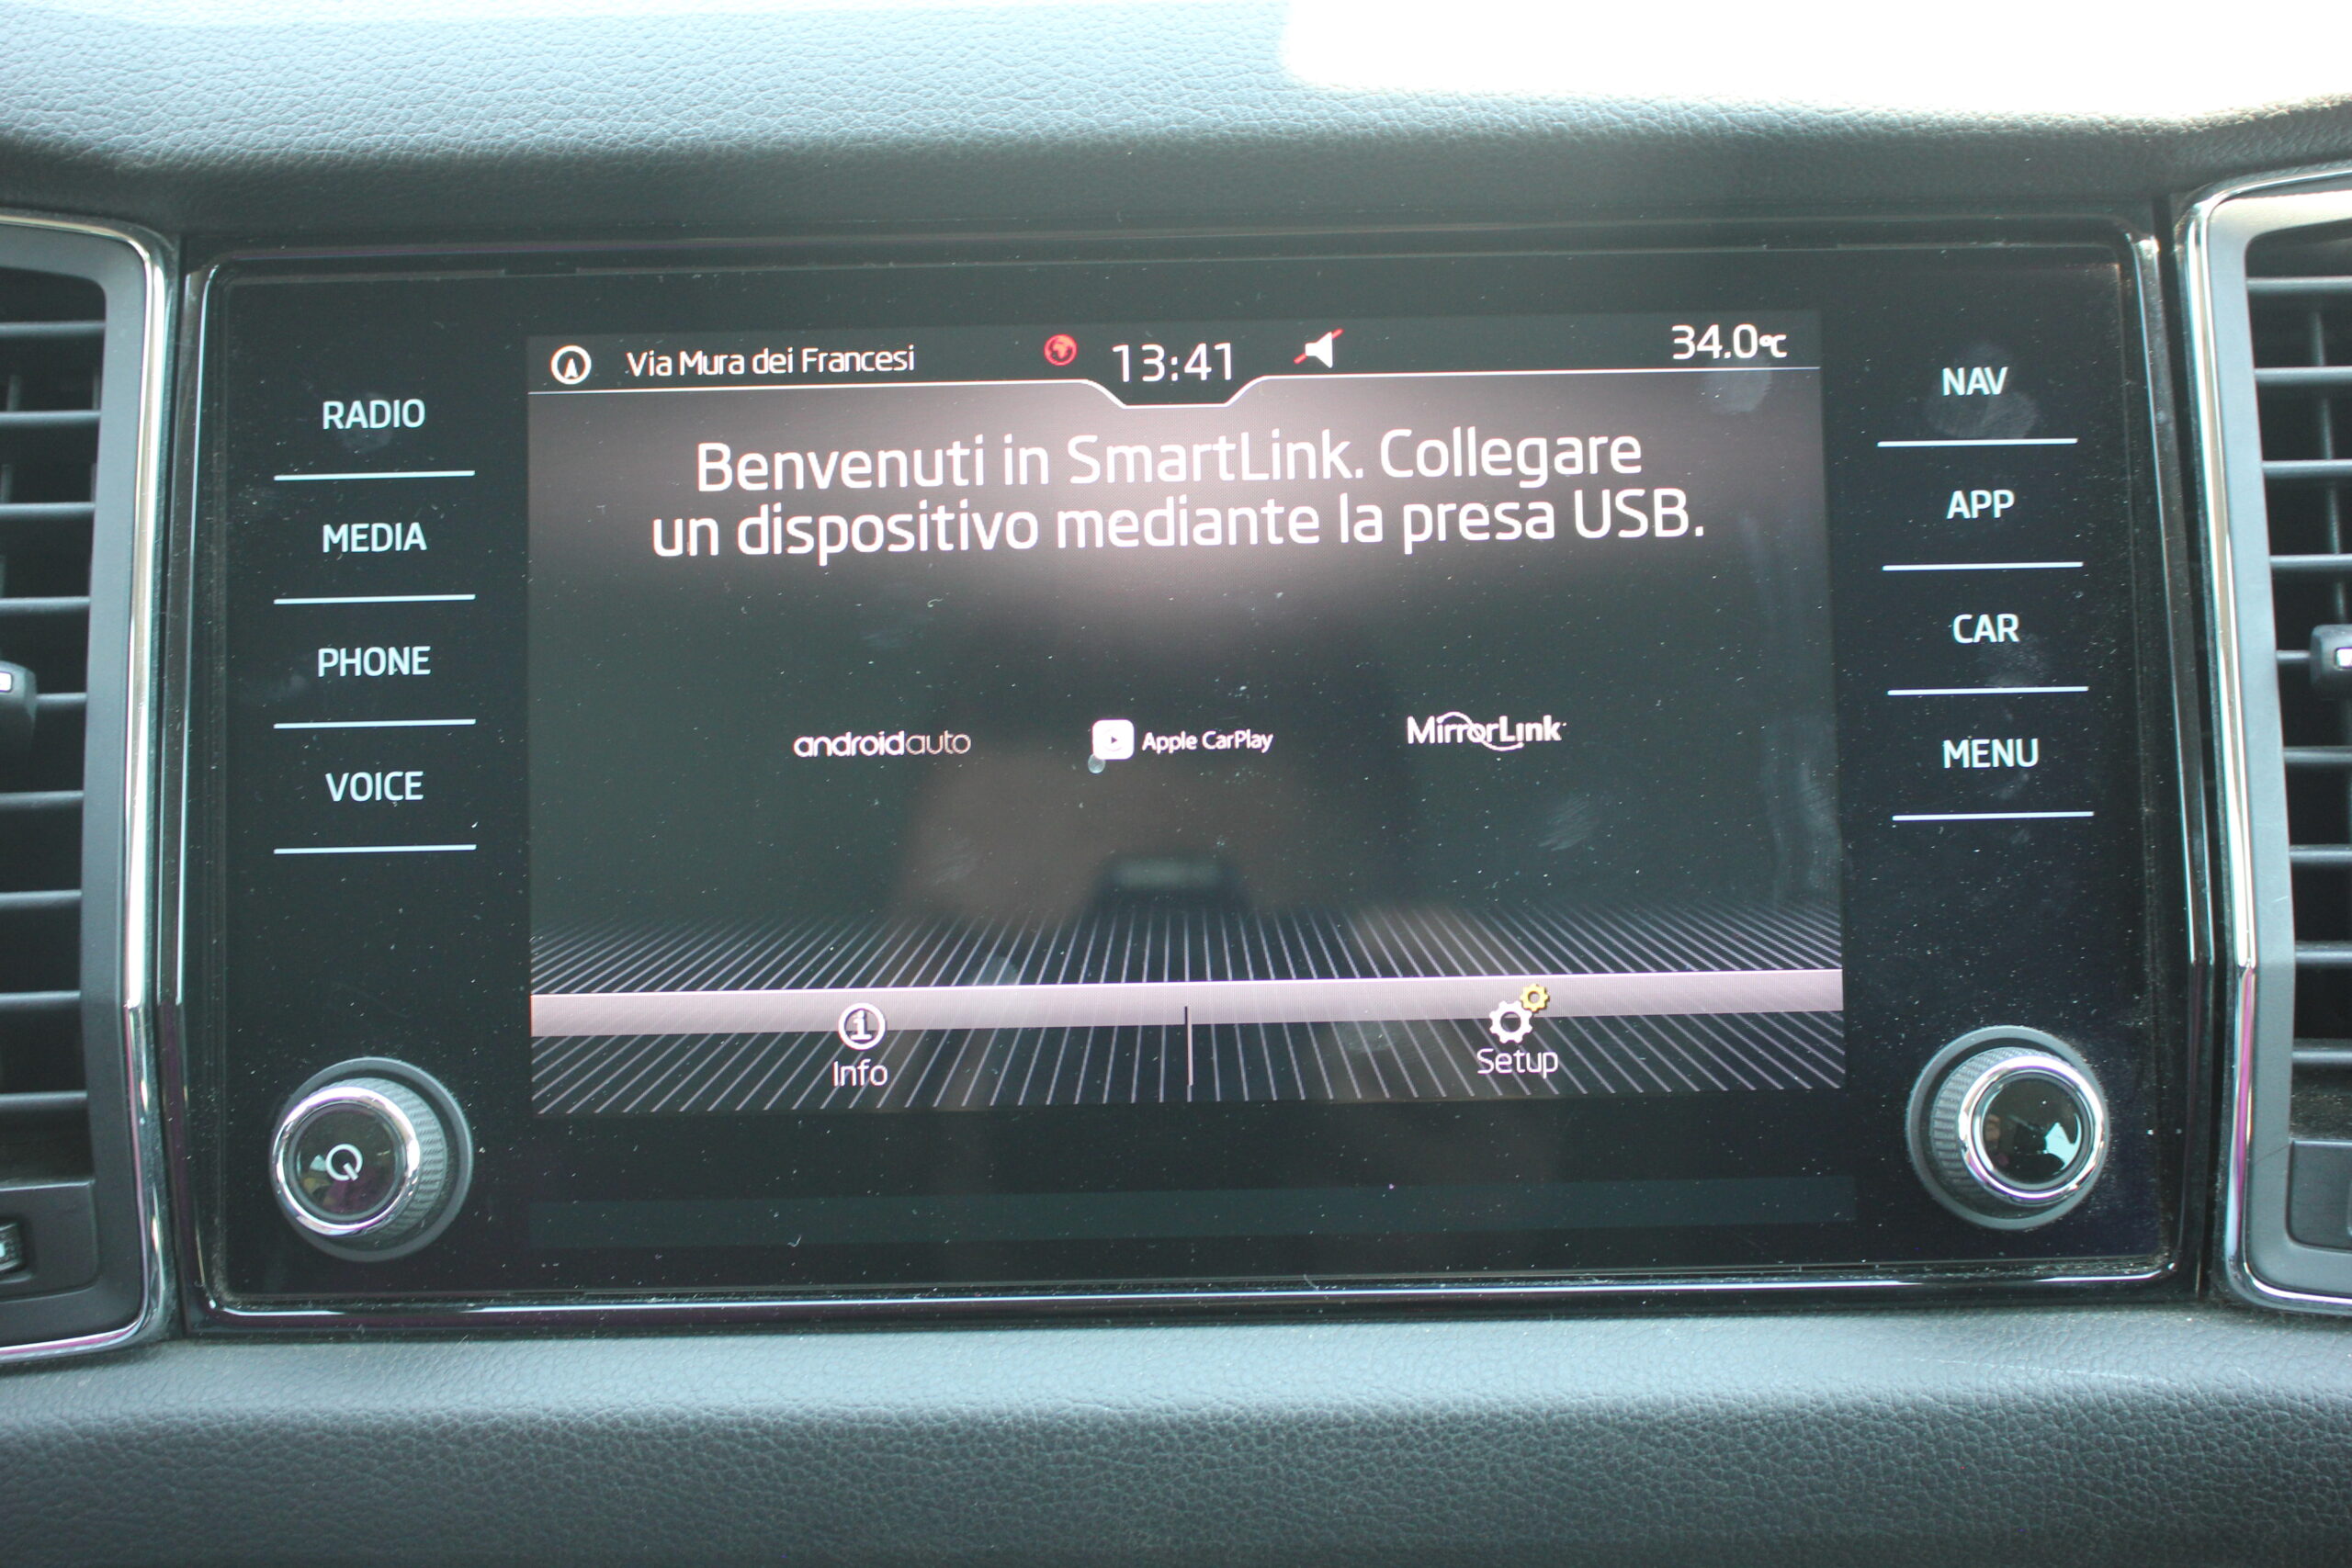 Via Mura dei Francesi
13:41
34.0°C
RADIO
MEDIA
PHONE
VOICE
Benvenuti in SmartLink. Collegare
un dispositivo mediante la presa USB.
androidauto
Apple CarPlay
MirrorLink
Info
Setup
NAV
APP
CAR
MENU